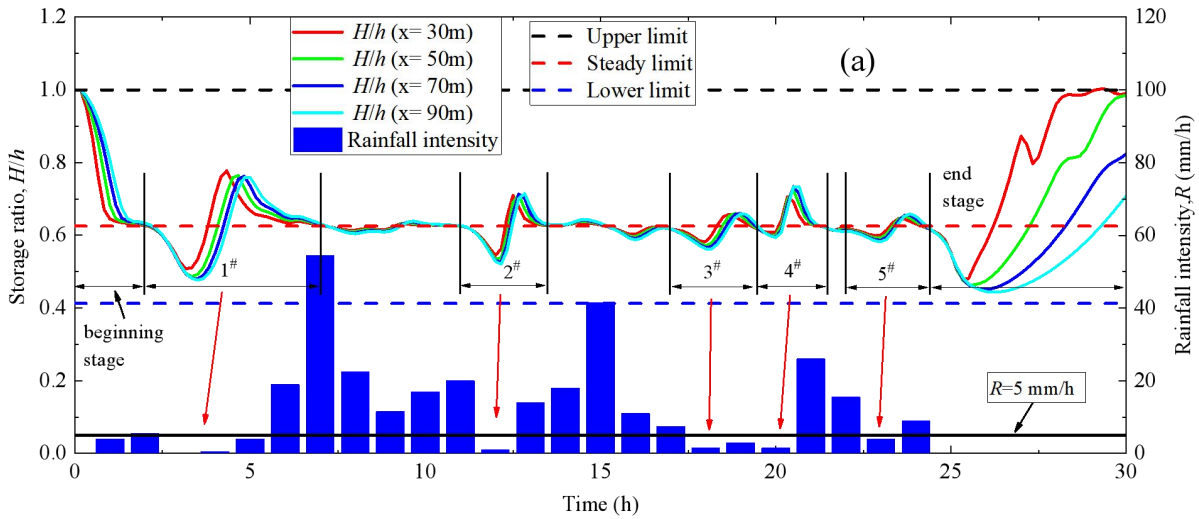 H/h (x= 30m)
H/h (x= 50m)
H/h (x= 70m)
H/h (x= 90m)
Rainfall intensity
Upper limit
Steady limit
Lower limit
(a)
Storage ratio, H/h
1.2
1.0
0.8
0.6
0.4
0.2
0.0
Rainfall intensity,R (mm/h)
120
100
80
60
40
20
0
beginning
stage
1#
2#
3#
4#
5#
end
stage
R=5 mm/h
0
5
10
15
20
25
30
Time (h)